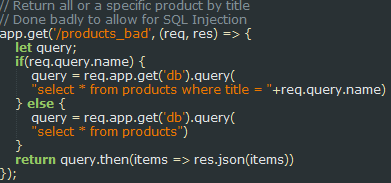 // Return all or a specific product by title
// Done badly to allow for SQL Injection
app.get('/products_bad', (req, res) => {
  let query;
  if(req.query.name) {
    query = req.app.get('db').query(
    "select * from products where title = "+req.query.name)
  } else {
    query = req.app.get('db').query(
    "select * from products")
  }
  return query.then(items => res.json(items))
});